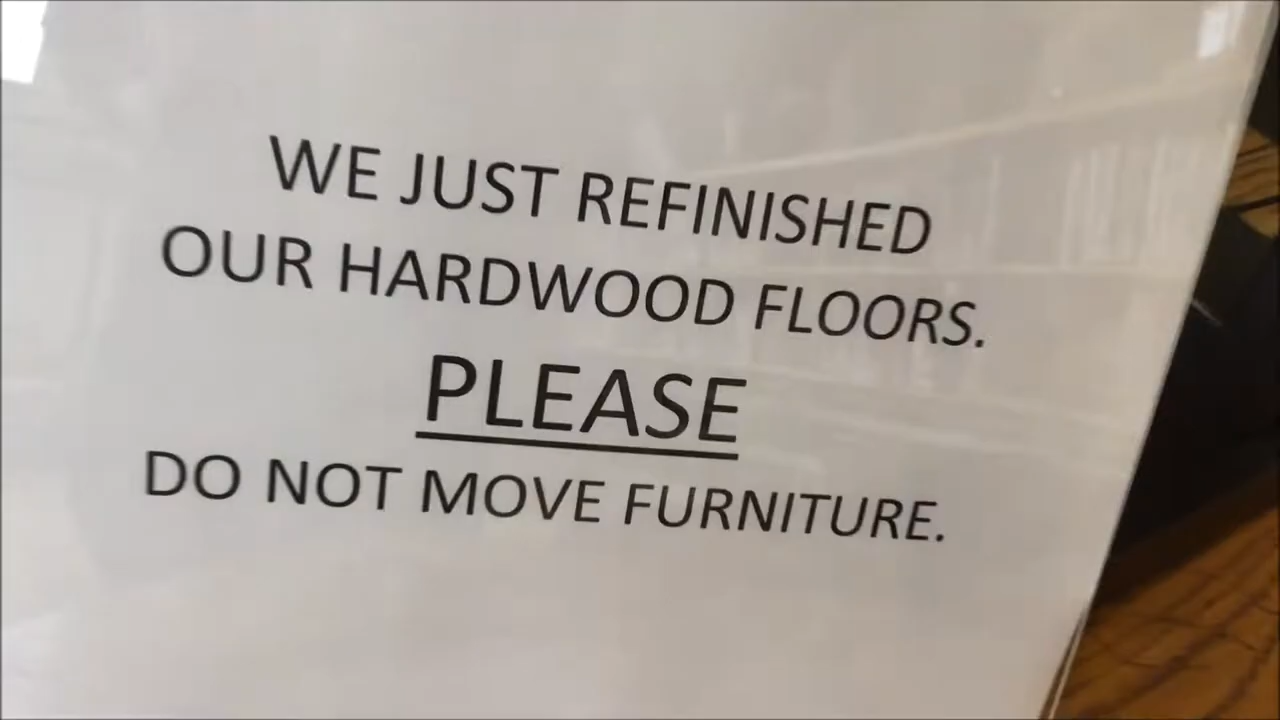 WE JUST REFINISHED
OUR HARDWOOD FLOORS.
PLEASE
DO NOT MOVE FURNITURE.